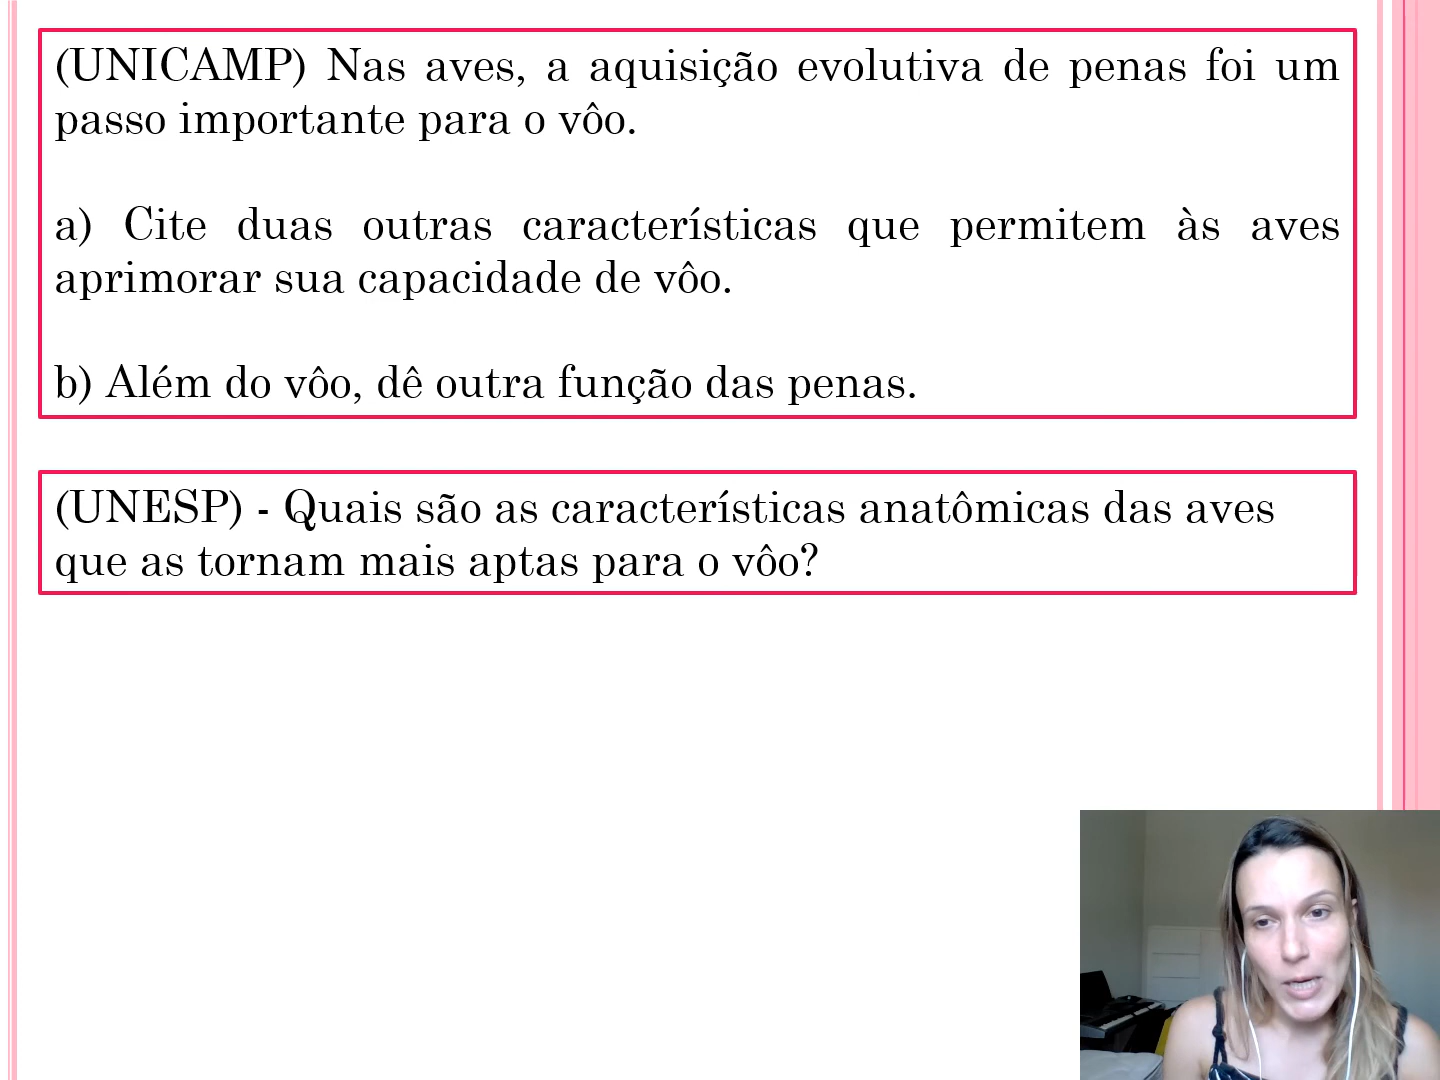 (UNICAMP) Nas aves, a aquisição evolutiva de penas foi um
passo importante para o vôo.
a) Cite duas outras características que permitem às aves
aprimorar sua capacidade de vôo.
b) Além do vôo, dê outra função das penas.
(UNESP) - Quais são as características anatômicas das aves
que as tornam mais aptas para o vôo?